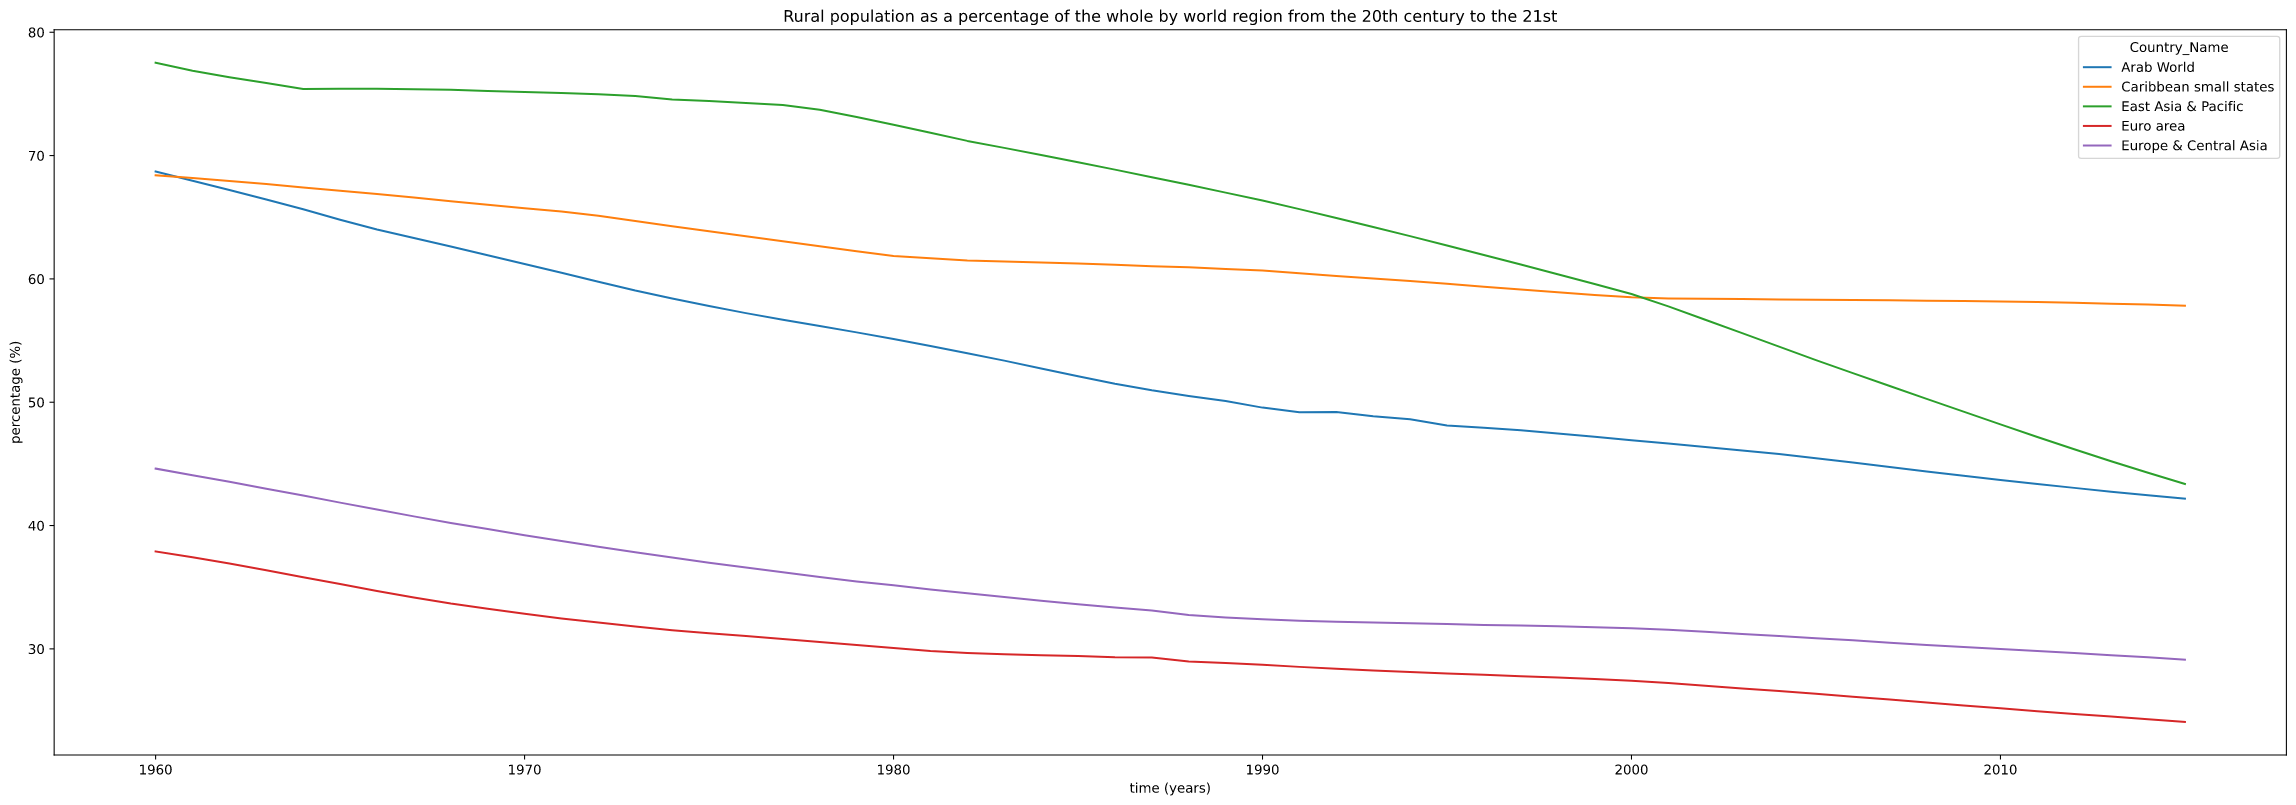 Rural population as a percentage of the whole by world region from the 20th century to the 21st
80
70
60
50
40
30
percentage (%)
Country_Name
Arab World
Caribbean small states
East Asia & Pacific
Euro area
Europe & Central Asia
1960
1970
1980
1990
2000
2010
time (years)